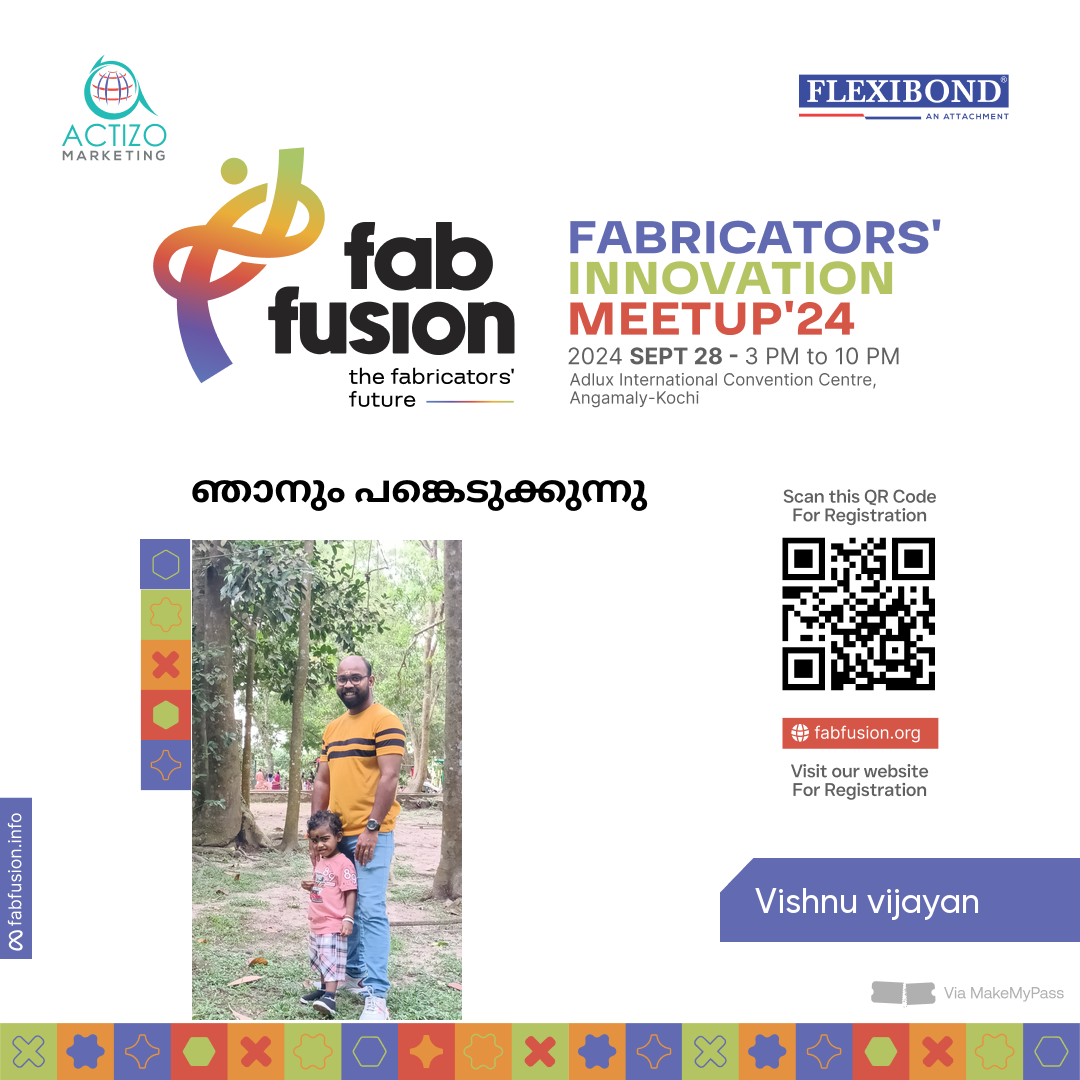 ACTIZO
MARKETING
FLEXIBOND®
AN ATTACHMENT
fab
fusion
the fabricators'
future
FABRICATORS'
INNOVATION
MEETUP'24
2024 SEPT 28 - 3 PM to 10 PM
Adlux International Convention Centre,
Angamaly-Kochi
ഞാനും പങ്കെടുക്കുന്നു
Scan this QR Code
For Registration
fabfusion.org
Visit our website
For Registration
fabfusion.info
Vishnu vijayan
Via MakeMyPass